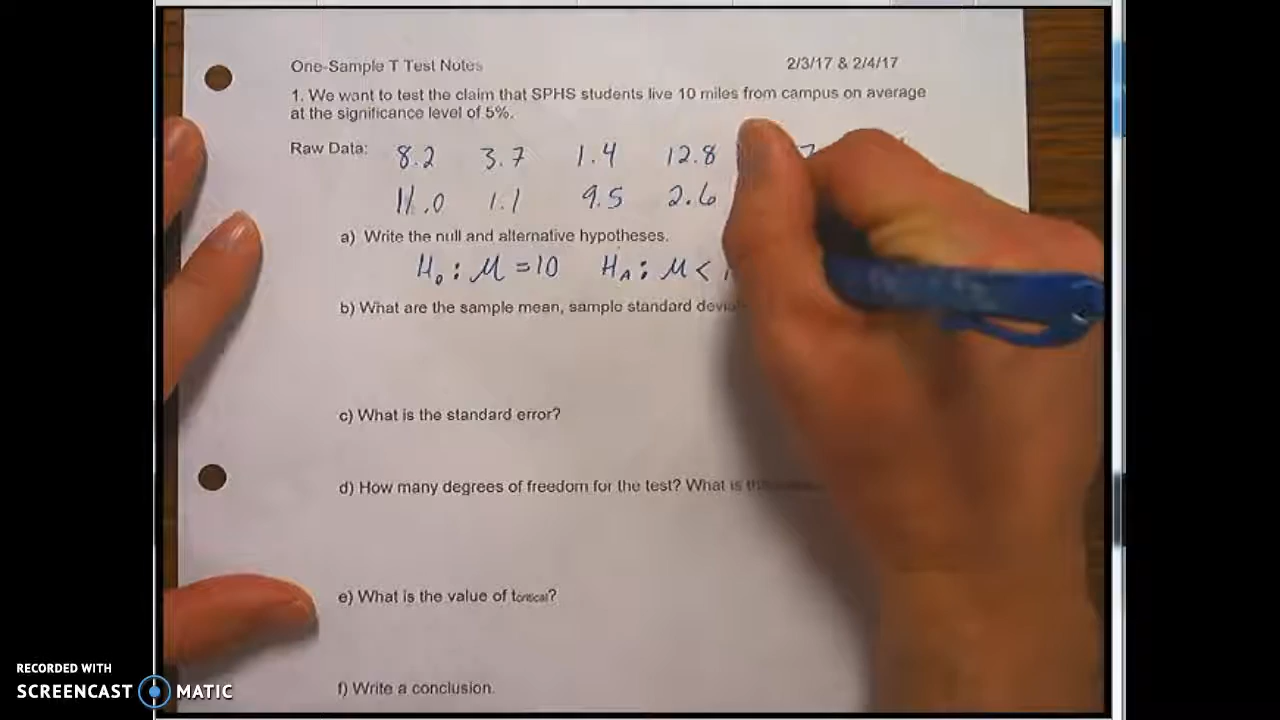 One-Sample T Test Notes 2/3/17 & 2/4/17
1. We want to test the claim that SPHS students live 10 miles from campus on average
at the significance level of 5%.
Raw Data: 8.2 3.7 1.4 12.8
11.0 1.1 9.5 2.6
a) Write the null and alternative hypotheses.
H₀ : μ = 10 Hₐ : μ <
b) What are the sample mean, sample standard
c) What is the standard error?
d) How many degrees of freedom for the test? What is
e) What is the value of tcritical?
f) Write a conclusion.
RECORDED WITH
SCREENCAST MATIC